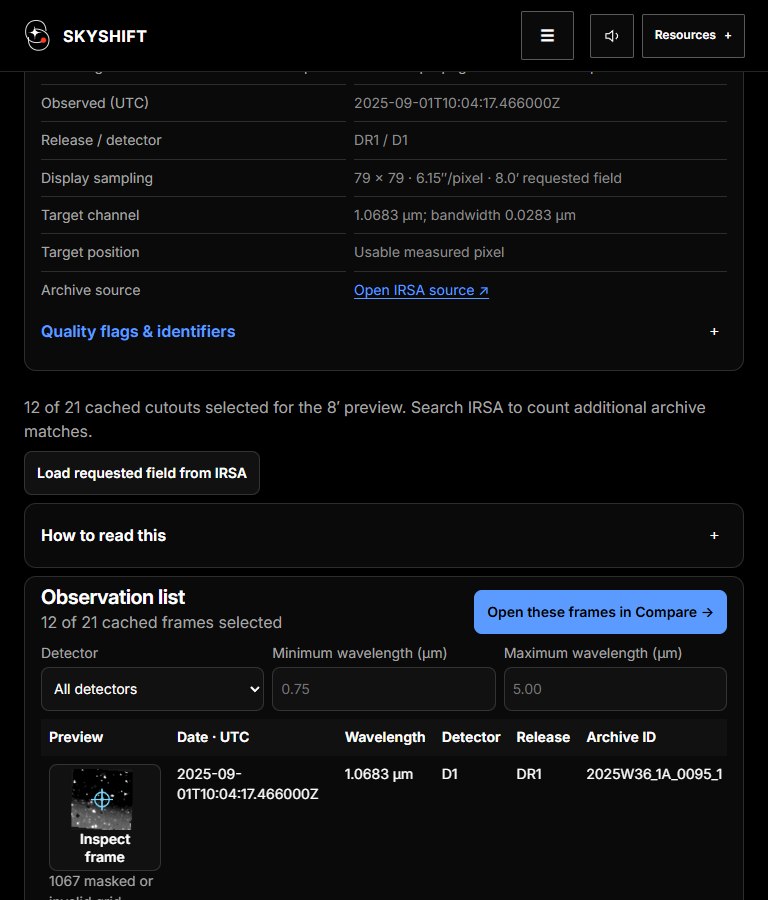 SKYSHIFT
☰
Resources +
Observed (UTC) 2025-09-01T10:04:17.466000Z
Release / detector DR1 / D1
Display sampling 79 × 79 · 6.15″/pixel · 8.0′ requested field
Target channel 1.0683 µm; bandwidth 0.0283 µm
Target position Usable measured pixel
Archive source Open IRSA source ↗
Quality flags & identifiers +
12 of 21 cached cutouts selected for the 8′ preview. Search IRSA to count additional archive
matches.
Load requested field from IRSA
How to read this +
Observation list
12 of 21 cached frames selected
Open these frames in Compare →
Detector Minimum wavelength (µm) Maximum wavelength (µm)
All detectors 0.75 5.00
Preview Date · UTC Wavelength Detector Release Archive ID
2025-09-
01T10:04:17.466000Z 1.0683 µm D1 DR1 2025W36_1A_0095_1
Inspect
frame
1067 masked or